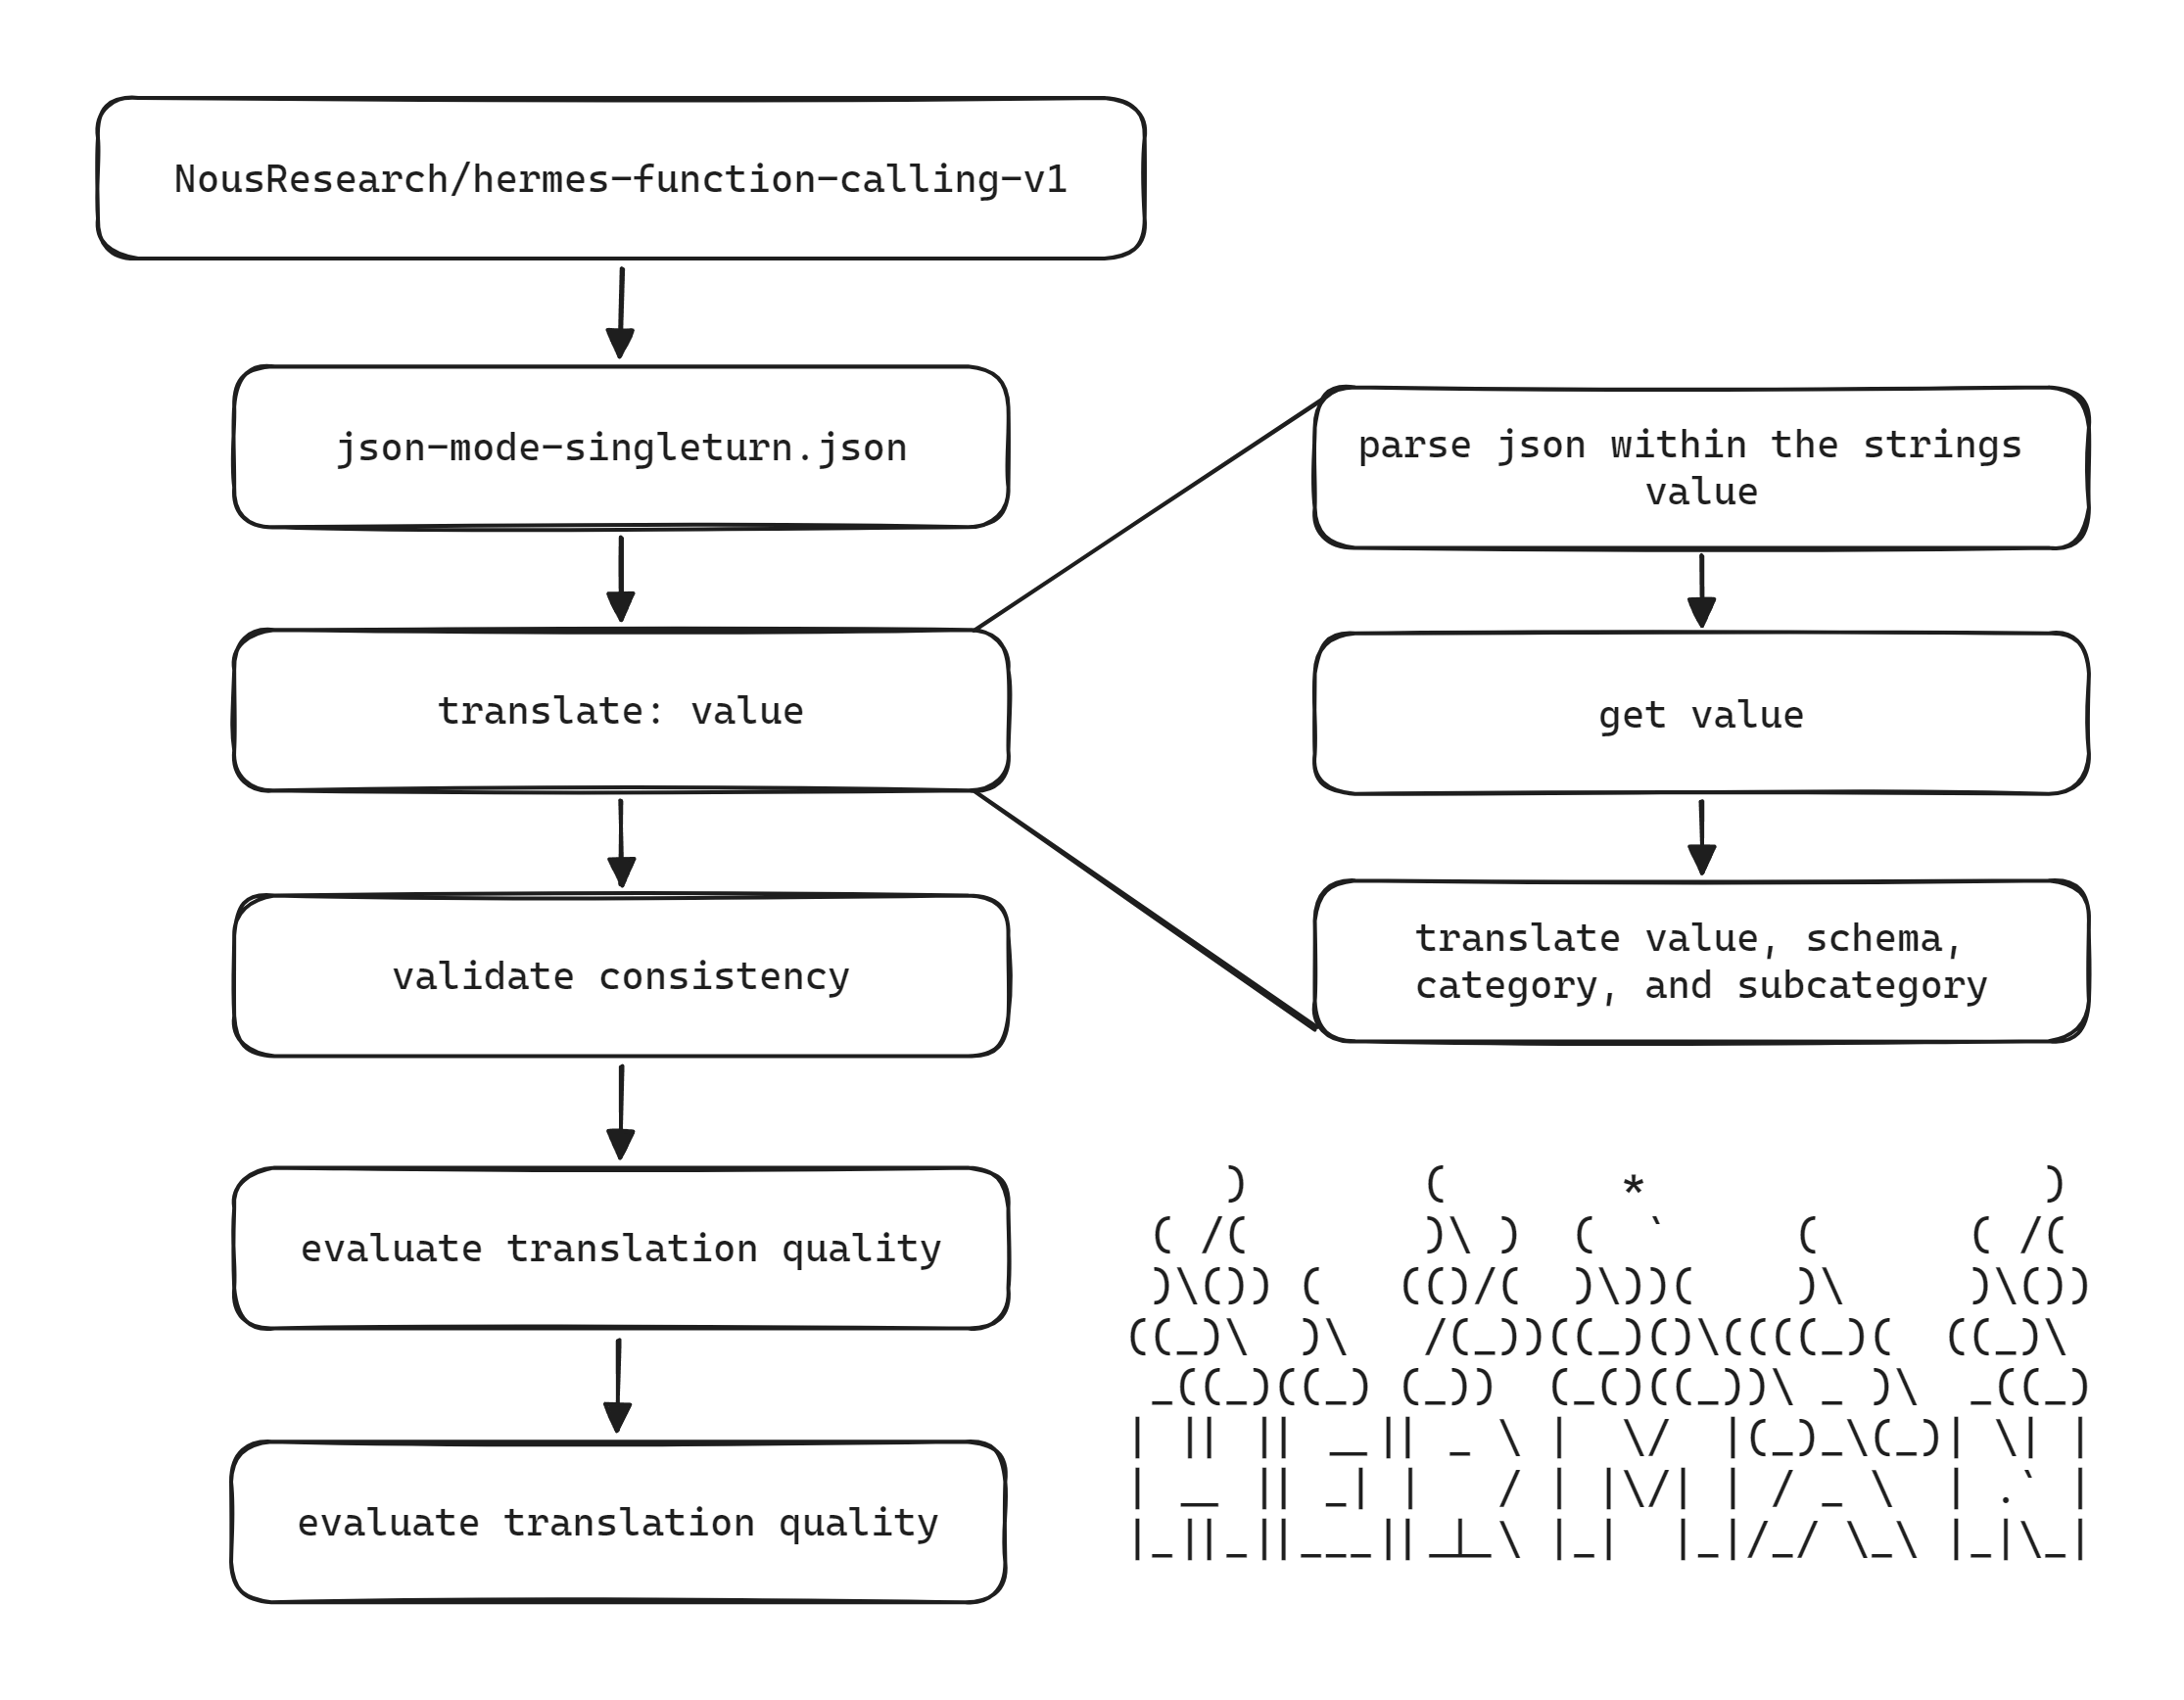 NousResearch/hermes-function-calling-v1
json-mode-singleturn.json
translate: value
validate consistency
evaluate translation quality
evaluate translation quality
parse json within the strings
value
get value
translate value, schema,
category, and subcategory
    )       (       *                )
 ( /(       )\ )  (  `     (      ( /(
 )\()) (   (()/(  )\))(    )\     )\())
((_)\  )\   /(_))((_)()\((((_)(  ((_)\
 _((_)((_) (_))  (_()((_))\ _ )\  _((_)
| || || __|| _ \ |  \/  |(_)_\(_)| \| |
| __ || _| |   / | |\/| | / _ \  | .` |
|_||_||___||_|_\ |_|  |_|/_/ \_\ |_|\_|